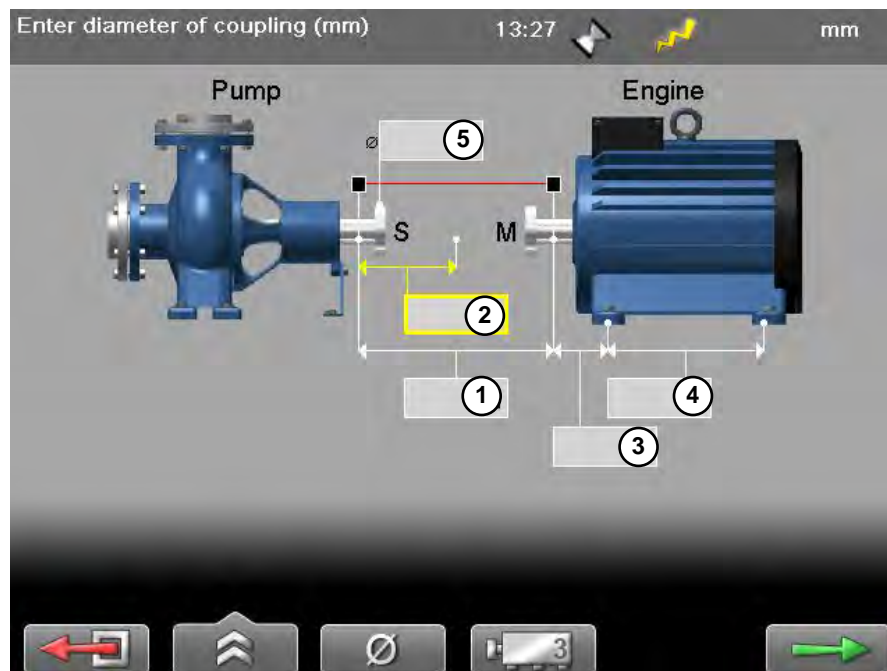 Enter diameter of coupling (mm) 13:27 mm
Pump Engine
Ø 5
S M
2
1 4
3
Ø 3